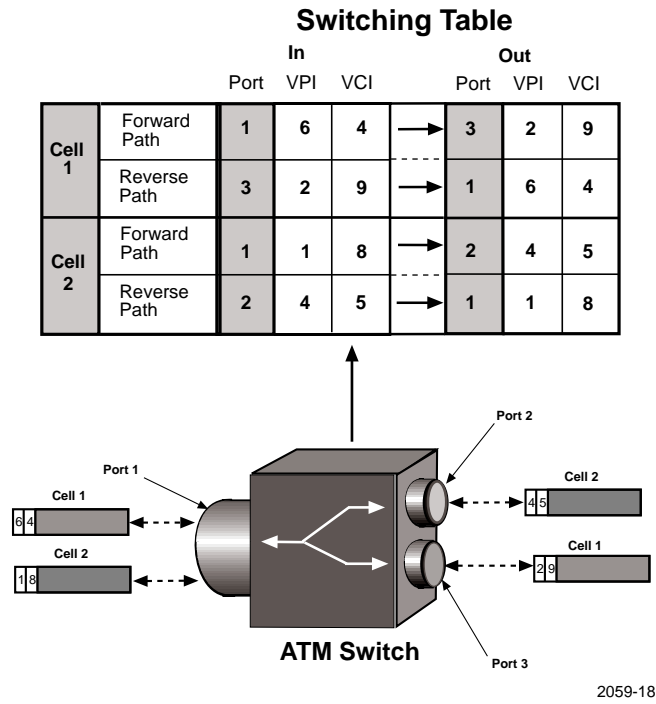 Switching Table
In Out
Port VPI VCI Port VPI VCI
Cell 1 Forward Path 1 6 4 3 2 9
Reverse Path 3 2 9 1 6 4
Cell 2 Forward Path 1 1 8 2 4 5
Reverse Path 2 4 5 1 1 8
Port 2
Port 1
Cell 1
6 4
Cell 2
1 8
Cell 2
4 5
Cell 1
2 9
ATM Switch
Port 3
2059-18